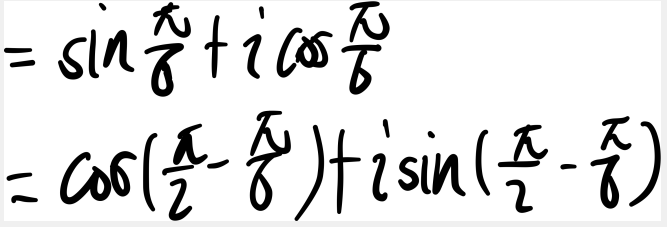 = sin π/6 + i cos π/6
= cos(π/2 - π/6) + i sin(π/2 - π/6)